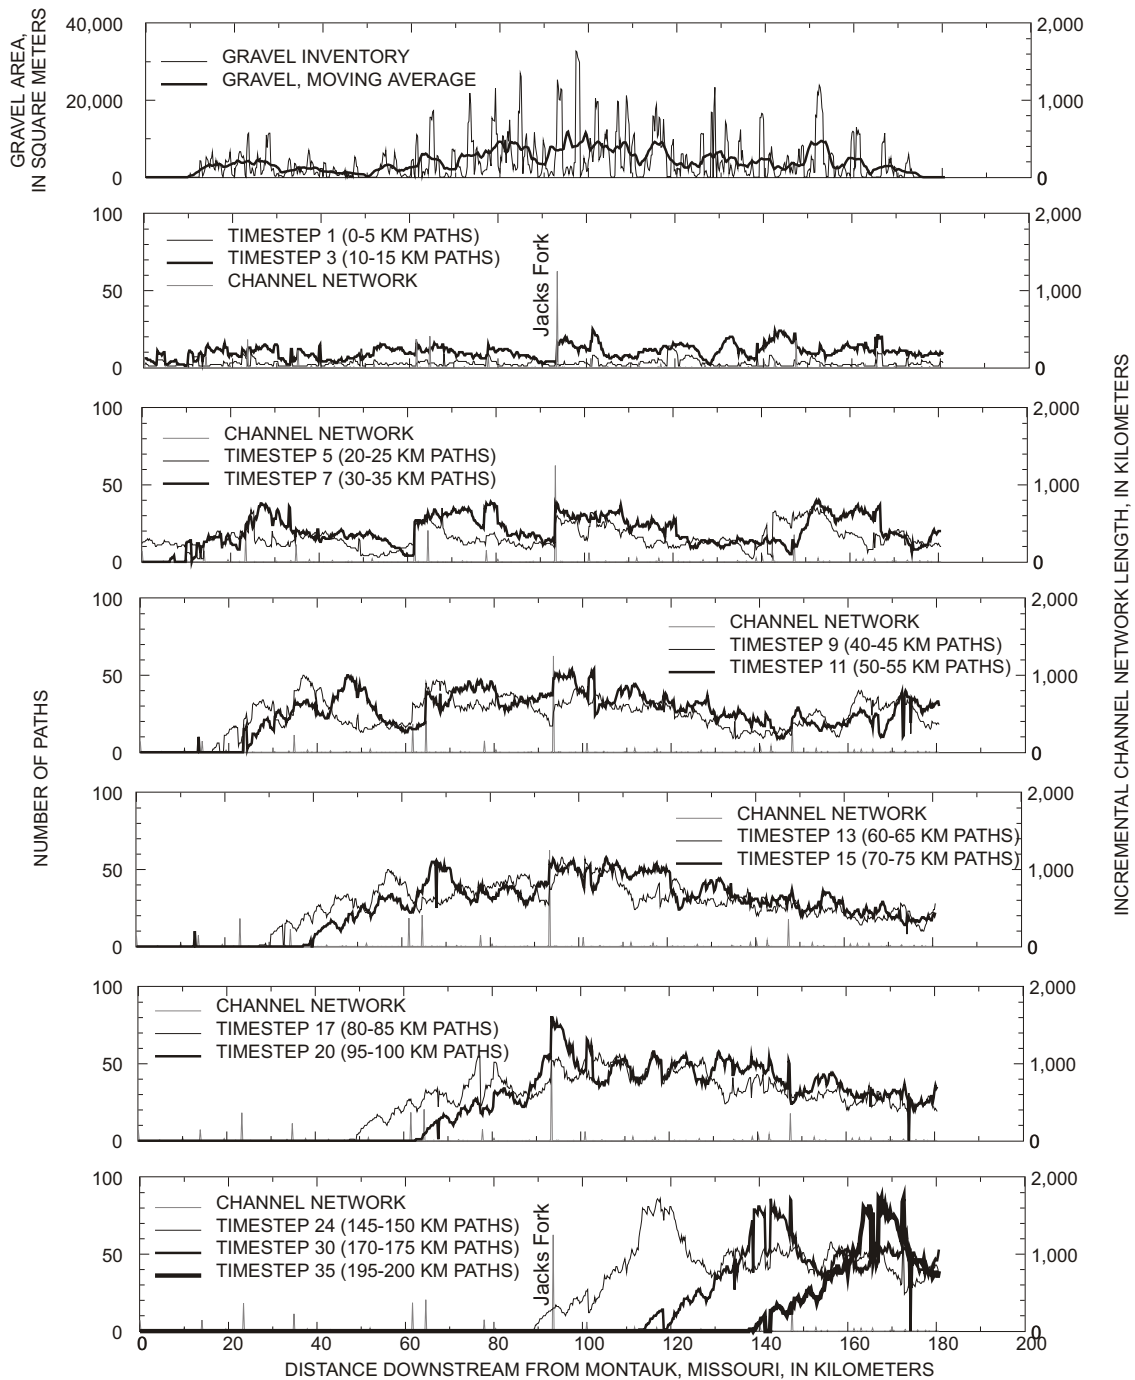 GRAVEL AREA,
IN SQUARE METERS
40,000
20,000
0
2,000
1,000
0
GRAVEL INVENTORY
GRAVEL, MOVING AVERAGE
100
50
0
2,000
1,000
0
TIMESTEP 1 (0-5 KM PATHS)
TIMESTEP 3 (10-15 KM PATHS)
CHANNEL NETWORK
Jacks Fork
100
50
0
2,000
1,000
0
CHANNEL NETWORK
TIMESTEP 5 (20-25 KM PATHS)
TIMESTEP 7 (30-35 KM PATHS)
100
50
0
2,000
1,000
0
CHANNEL NETWORK
TIMESTEP 9 (40-45 KM PATHS)
TIMESTEP 11 (50-55 KM PATHS)
NUMBER OF PATHS
INCREMENTAL CHANNEL NETWORK LENGTH, IN KILOMETERS
100
50
0
2,000
1,000
0
CHANNEL NETWORK
TIMESTEP 13 (60-65 KM PATHS)
TIMESTEP 15 (70-75 KM PATHS)
100
50
0
2,000
1,000
0
CHANNEL NETWORK
TIMESTEP 17 (80-85 KM PATHS)
TIMESTEP 20 (95-100 KM PATHS)
100
50
0
2,000
1,000
0
CHANNEL NETWORK
TIMESTEP 24 (145-150 KM PATHS)
TIMESTEP 30 (170-175 KM PATHS)
TIMESTEP 35 (195-200 KM PATHS)
Jacks Fork
0 20 40 60 80 100 120 140 160 180 200
DISTANCE DOWNSTREAM FROM MONTAUK, MISSOURI, IN KILOMETERS